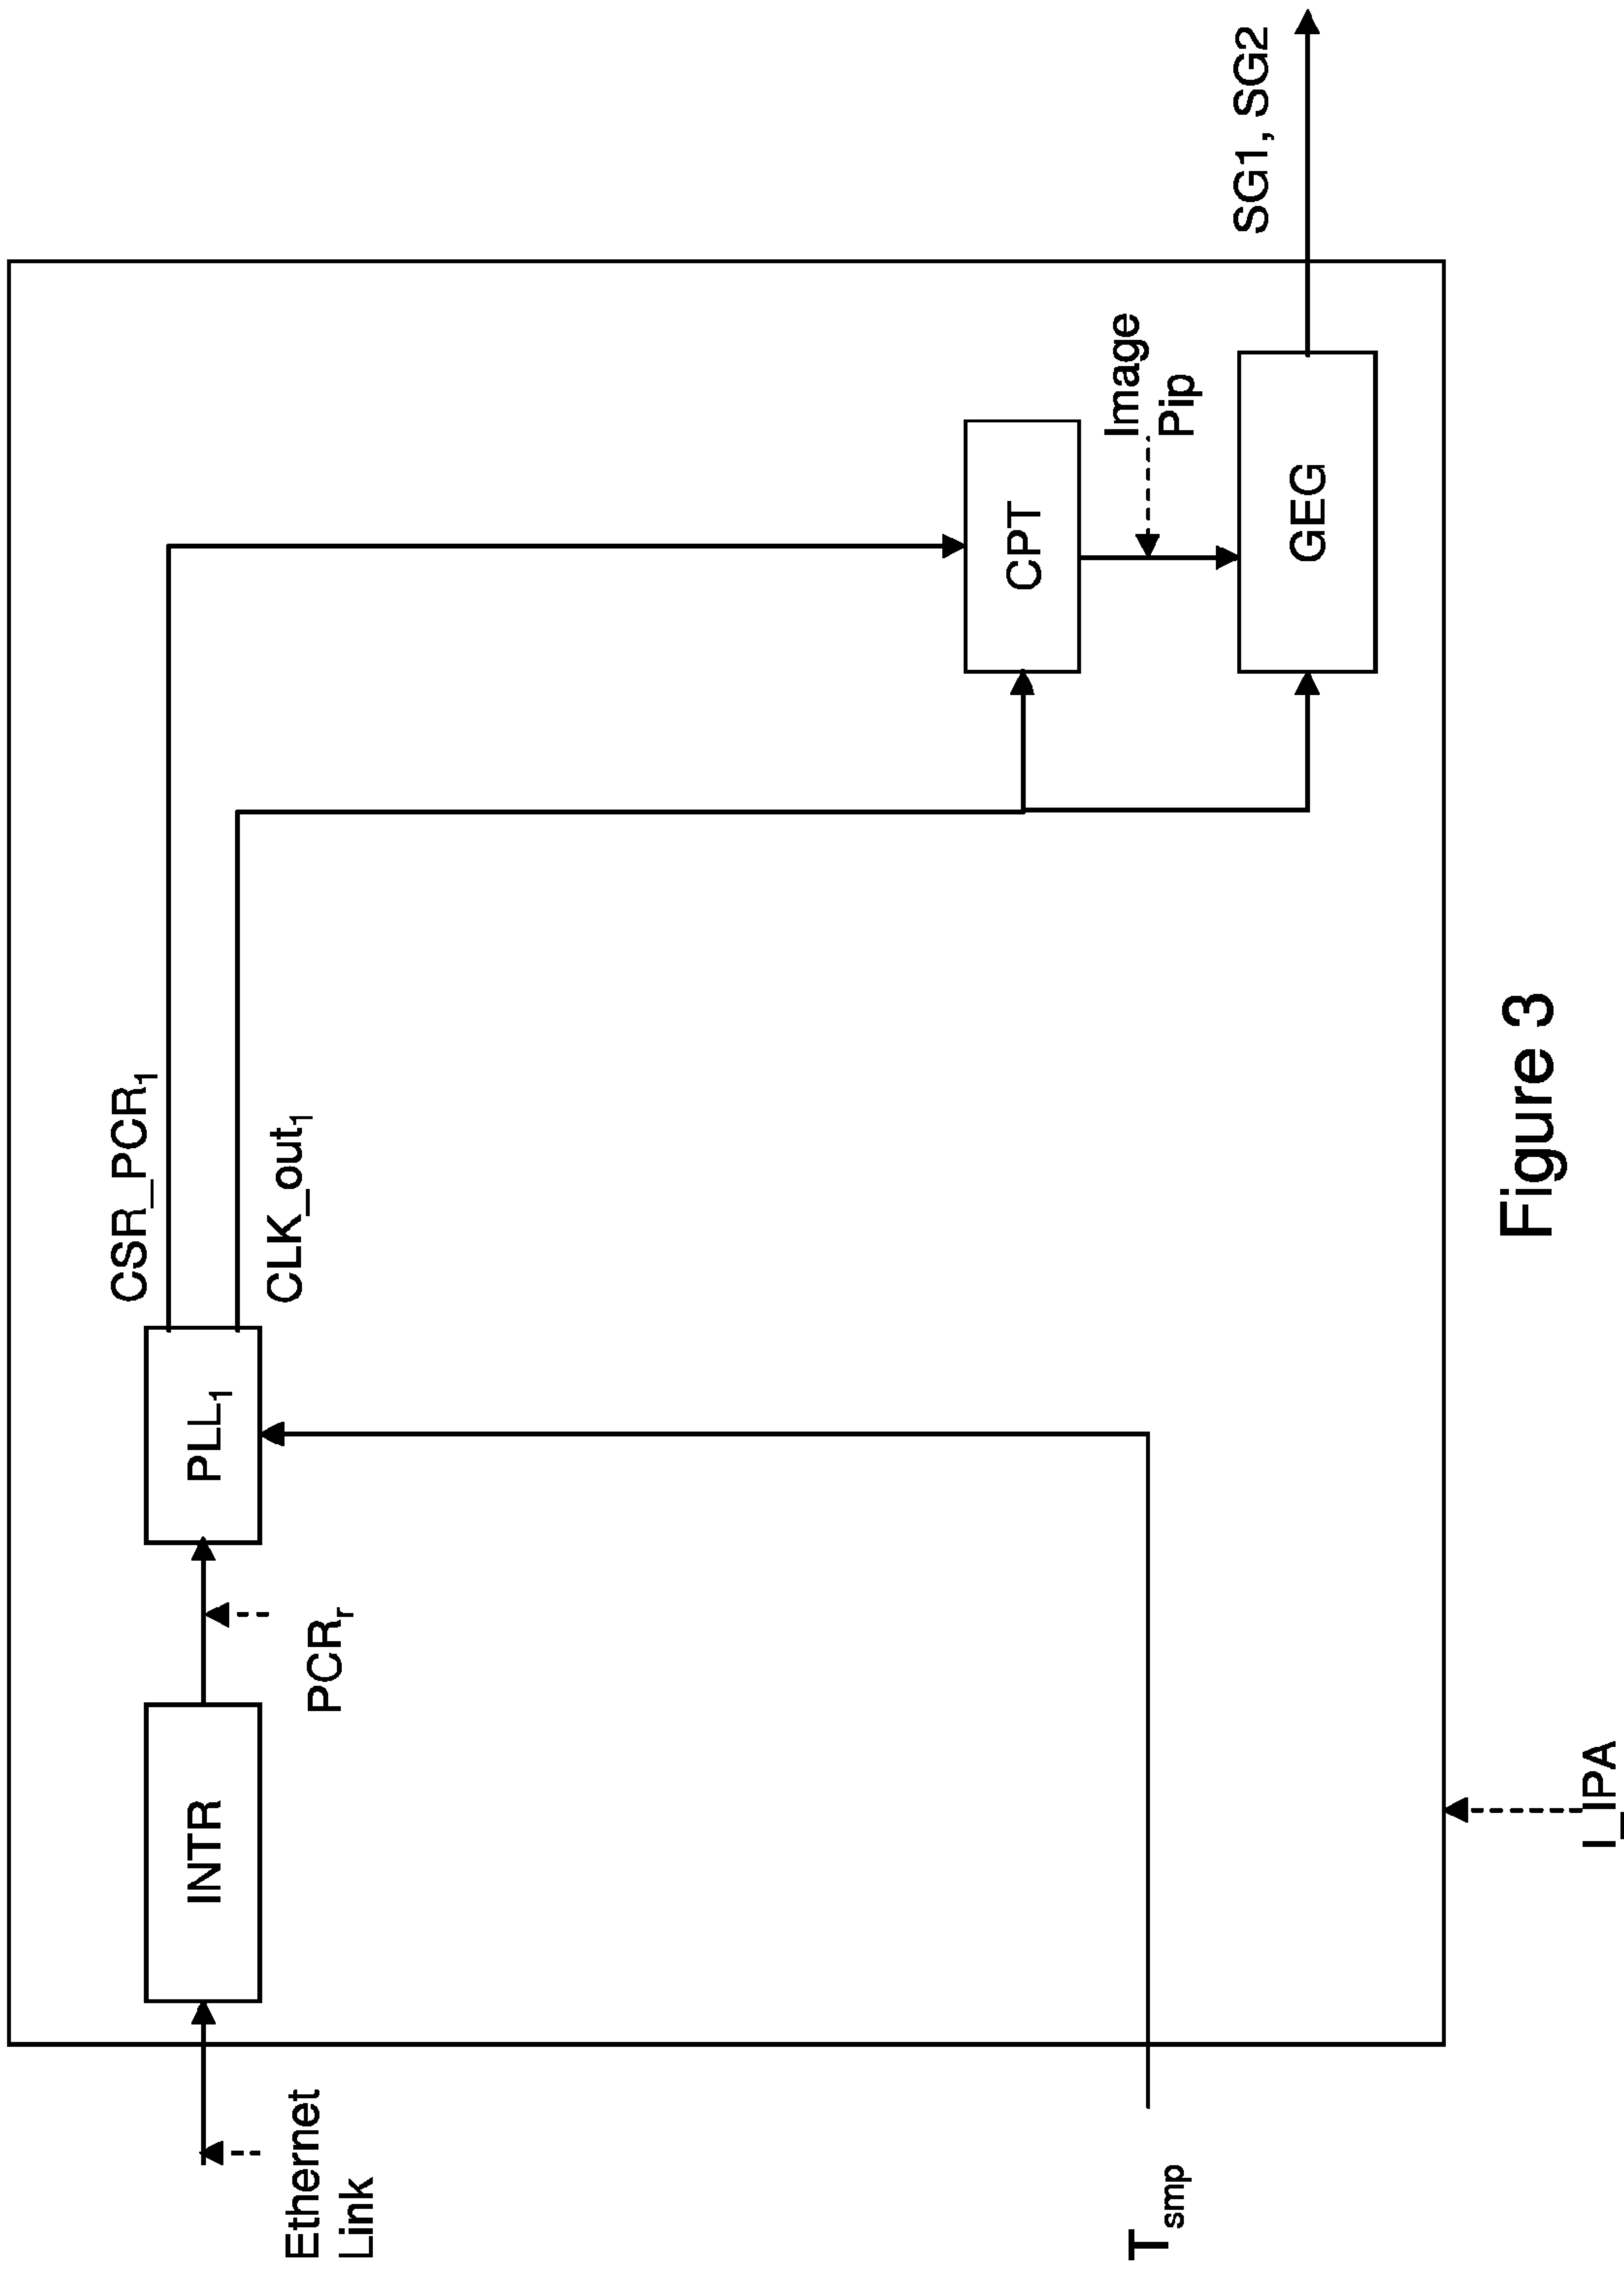 CSR_PCR₁
SG1, SG2
INTR
PLL₁
CLK_out₁
Ethernet
Link
PCRᵣ
CPT
Image
Pip
Tsmp
GEG
I_IPA
Figure 3